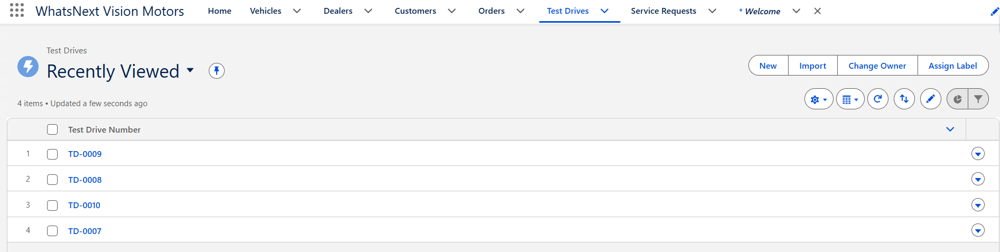 WhatsNext Vision Motors Home Vehicles Dealers Customers Orders Test Drives Service Requests * Welcome
Test Drives
Recently Viewed
New Import Change Owner Assign Label
4 items • Updated a few seconds ago
Test Drive Number
1 TD-0009
2 TD-0008
3 TD-0010
4 TD-0007